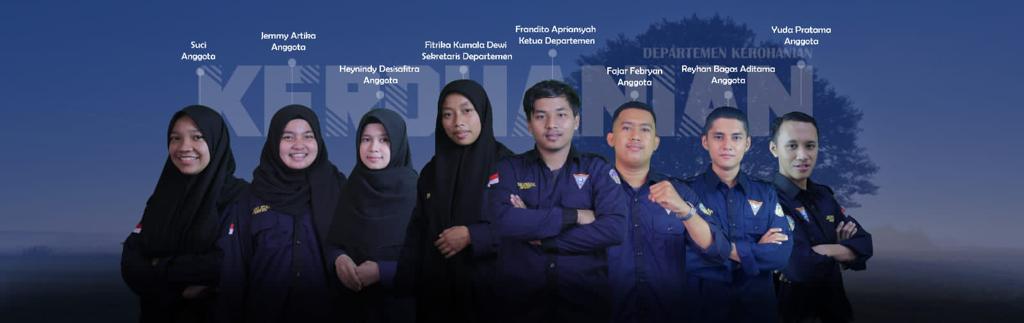 Suci
Anggota
Jemmy Artika
Anggota
Heynindy Desisafitra
Anggota
Fitrika Kumala Dewi
Sekretaris Departemen
Frandito Apriansyah
Ketua Departemen
Fajar Febryan
Anggota
Reyhan Bagas Aditama
Anggota
Yuda Pratama
Anggota
DEPARTEMEN KEROHANIAN
KEROHANIAN